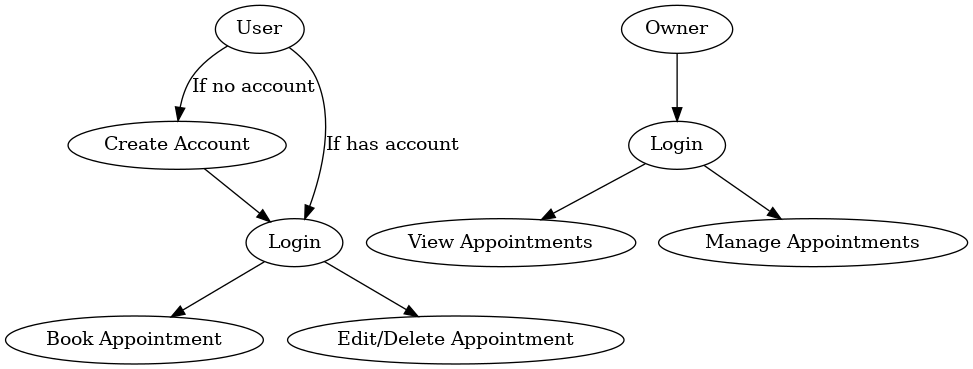 User
Owner
If no account
Create Account
If has account
Login
Login
View Appointments
Manage Appointments
Book Appointment
Edit/Delete Appointment